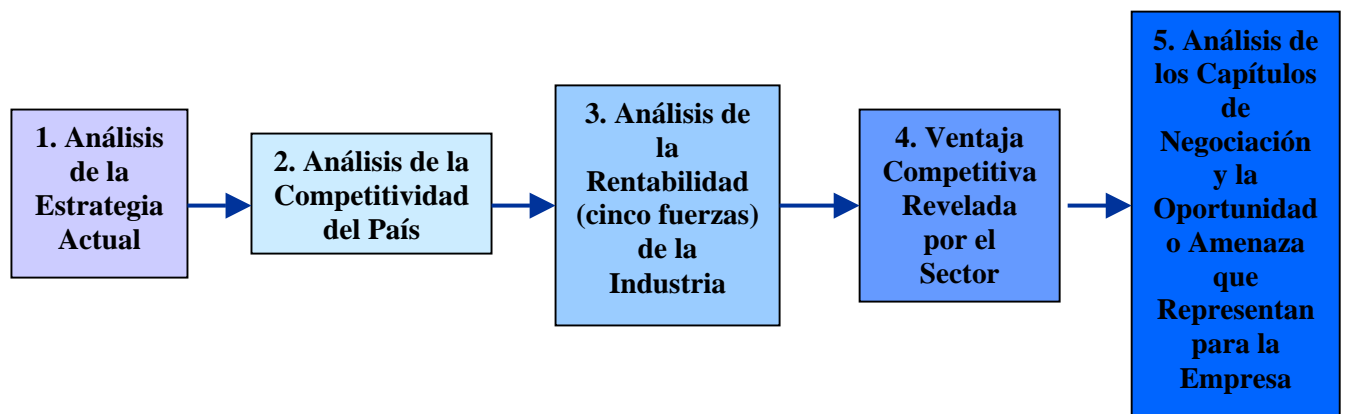 1. Análisis
de la
Estrategia
Actual
2. Análisis de la
Competitividad
del País
3. Análisis de
la
Rentabilidad
(cinco fuerzas)
de la
Industria
4. Ventaja
Competitiva
Revelada
por el
Sector
5. Análisis de
los Capítulos
de
Negociación
y la
Oportunidad
o Amenaza
que
Representan
para la
Empresa